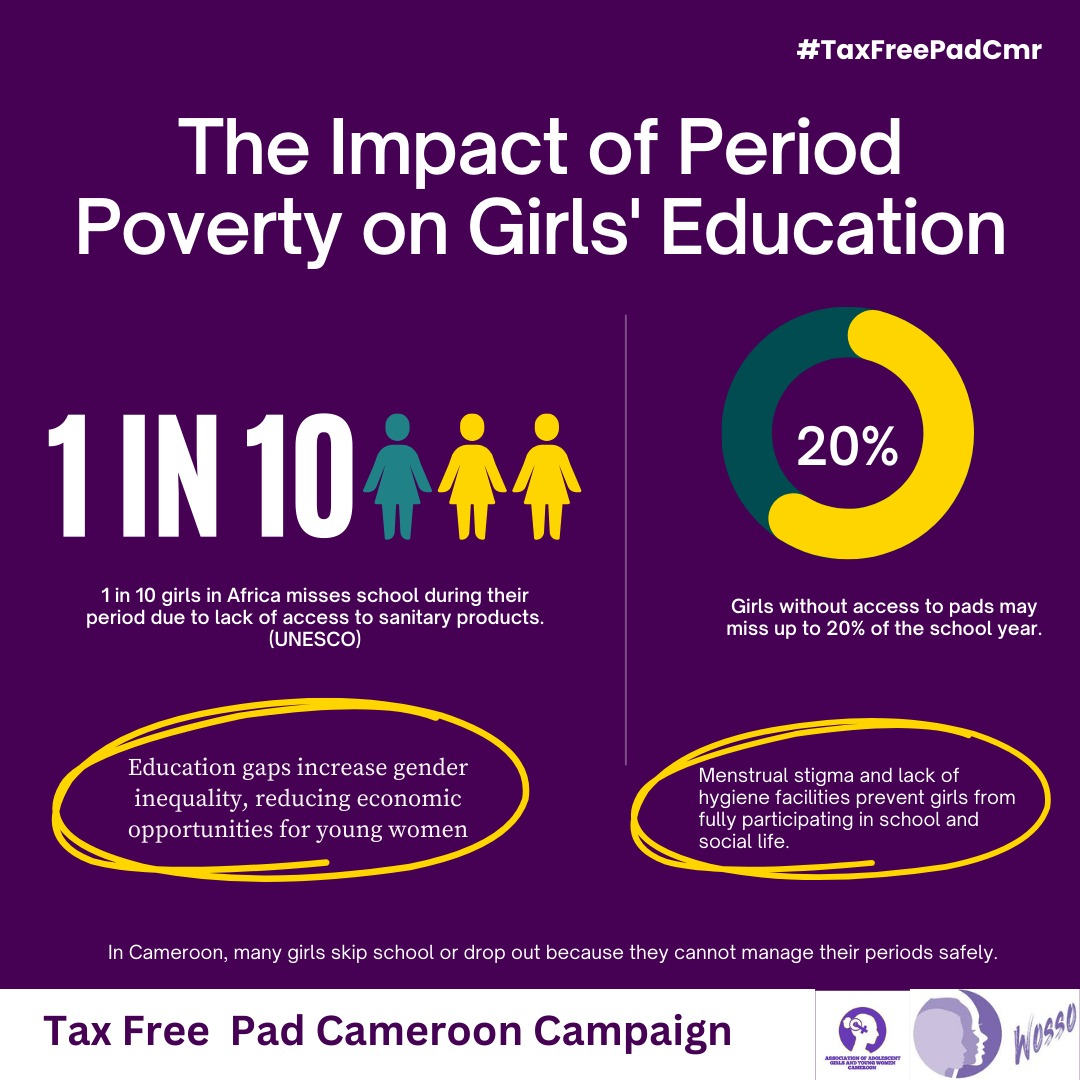 #TaxFreePadCmr
The Impact of Period
Poverty on Girls' Education
1 IN 10
1 in 10 girls in Africa misses school during their
period due to lack of access to sanitary products.
(UNESCO)
20%
Girls without access to pads may
miss up to 20% of the school year.
Education gaps increase gender
inequality, reducing economic
opportunities for young women
Menstrual stigma and lack of
hygiene facilities prevent girls from
fully participating in school and
social life.
In Cameroon, many girls skip school or drop out because they cannot manage their periods safely.
Tax Free Pad Cameroon Campaign
ASSOCIATION OF ADOLESCENT
GIRLS AND YOUNG WOMEN
CAMEROON
Wosso